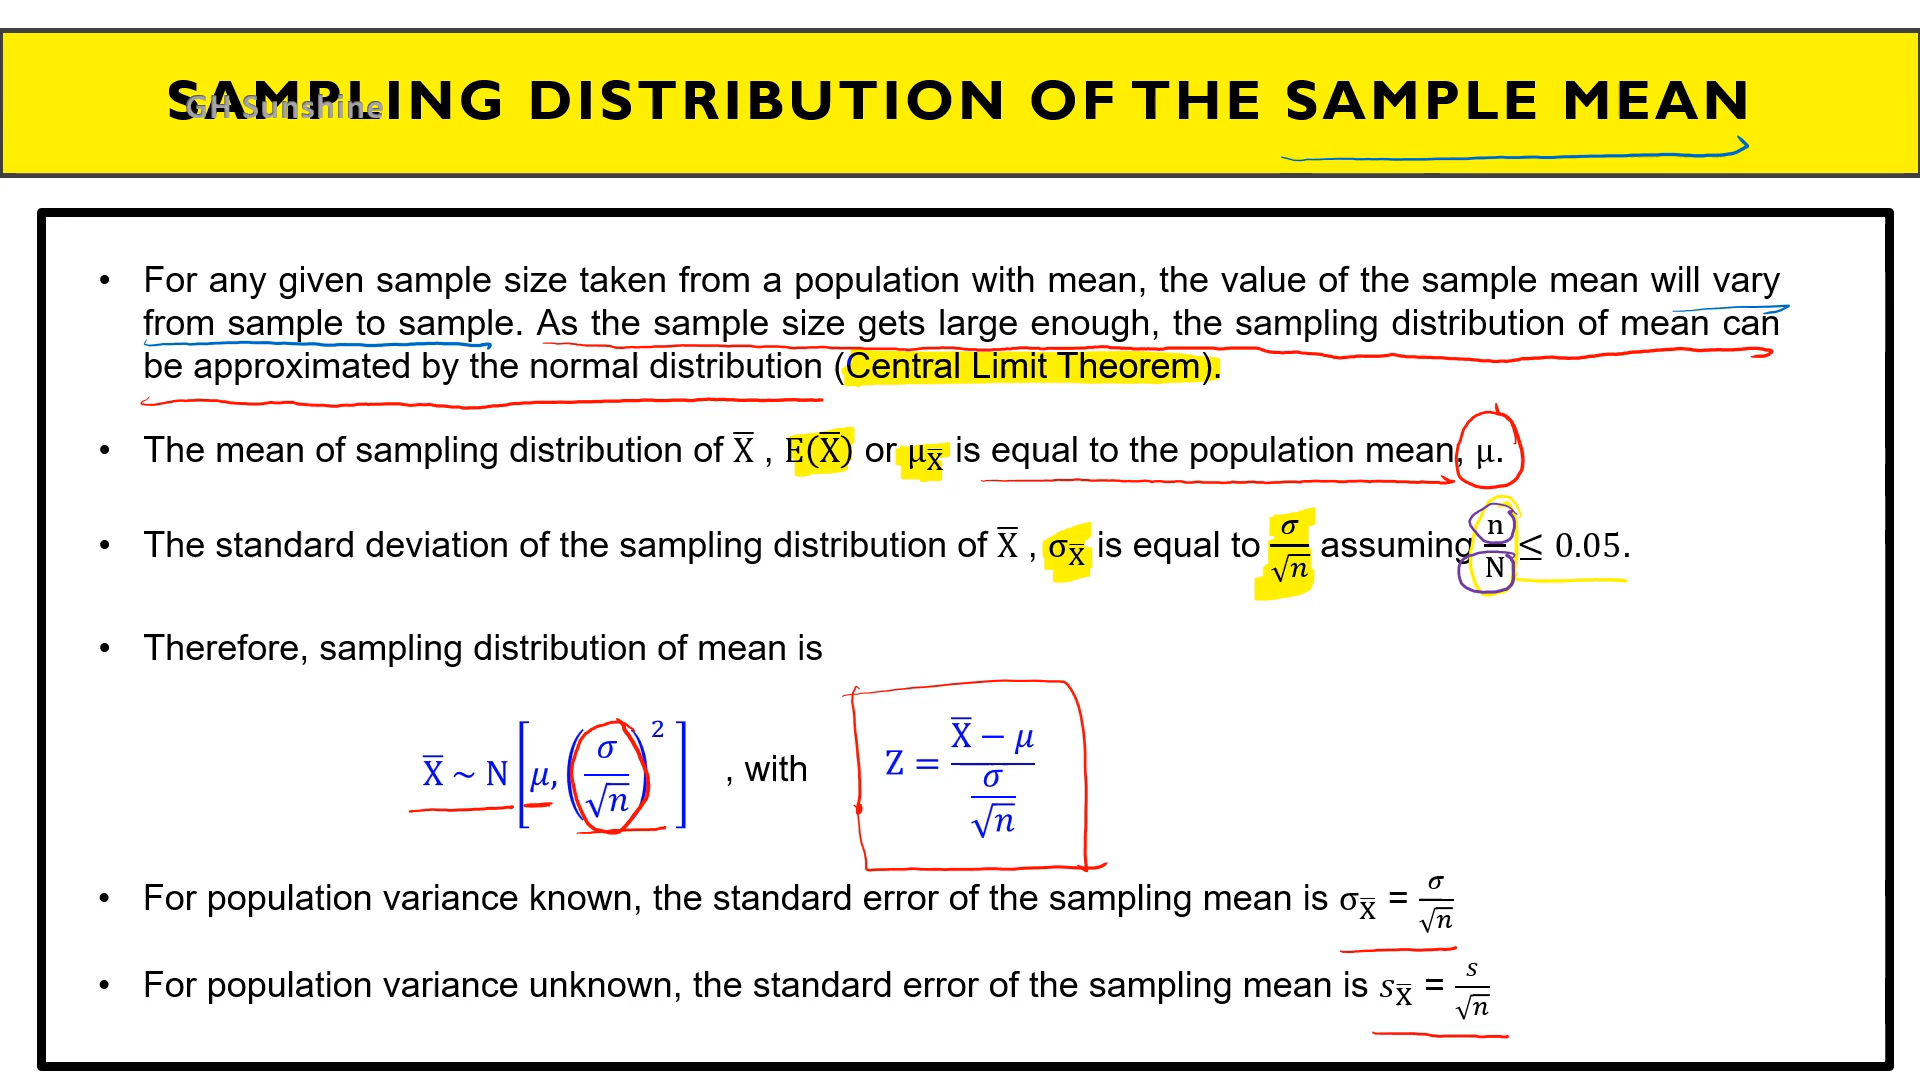 SAMPLING DISTRIBUTION OF THE SAMPLE MEAN
GH Sunshine
• For any given sample size taken from a population with mean, the value of the sample mean will vary
from sample to sample. As the sample size gets large enough, the sampling distribution of mean can
be approximated by the normal distribution (Central Limit Theorem).
• The mean of sampling distribution of X̅ , E(X̅) or μ_X̅ is equal to the population mean, μ.
• The standard deviation of the sampling distribution of X̅ , σ_X̅ is equal to σ/√n assuming n/N ≤ 0.05.
• Therefore, sampling distribution of mean is
X̅ ~ N [μ, (σ/√n)²] , with Z = (X̅ − μ)/(σ/√n)
• For population variance known, the standard error of the sampling mean is σ_X̅ = σ/√n
• For population variance unknown, the standard error of the sampling mean is s_X̅ = s/√n